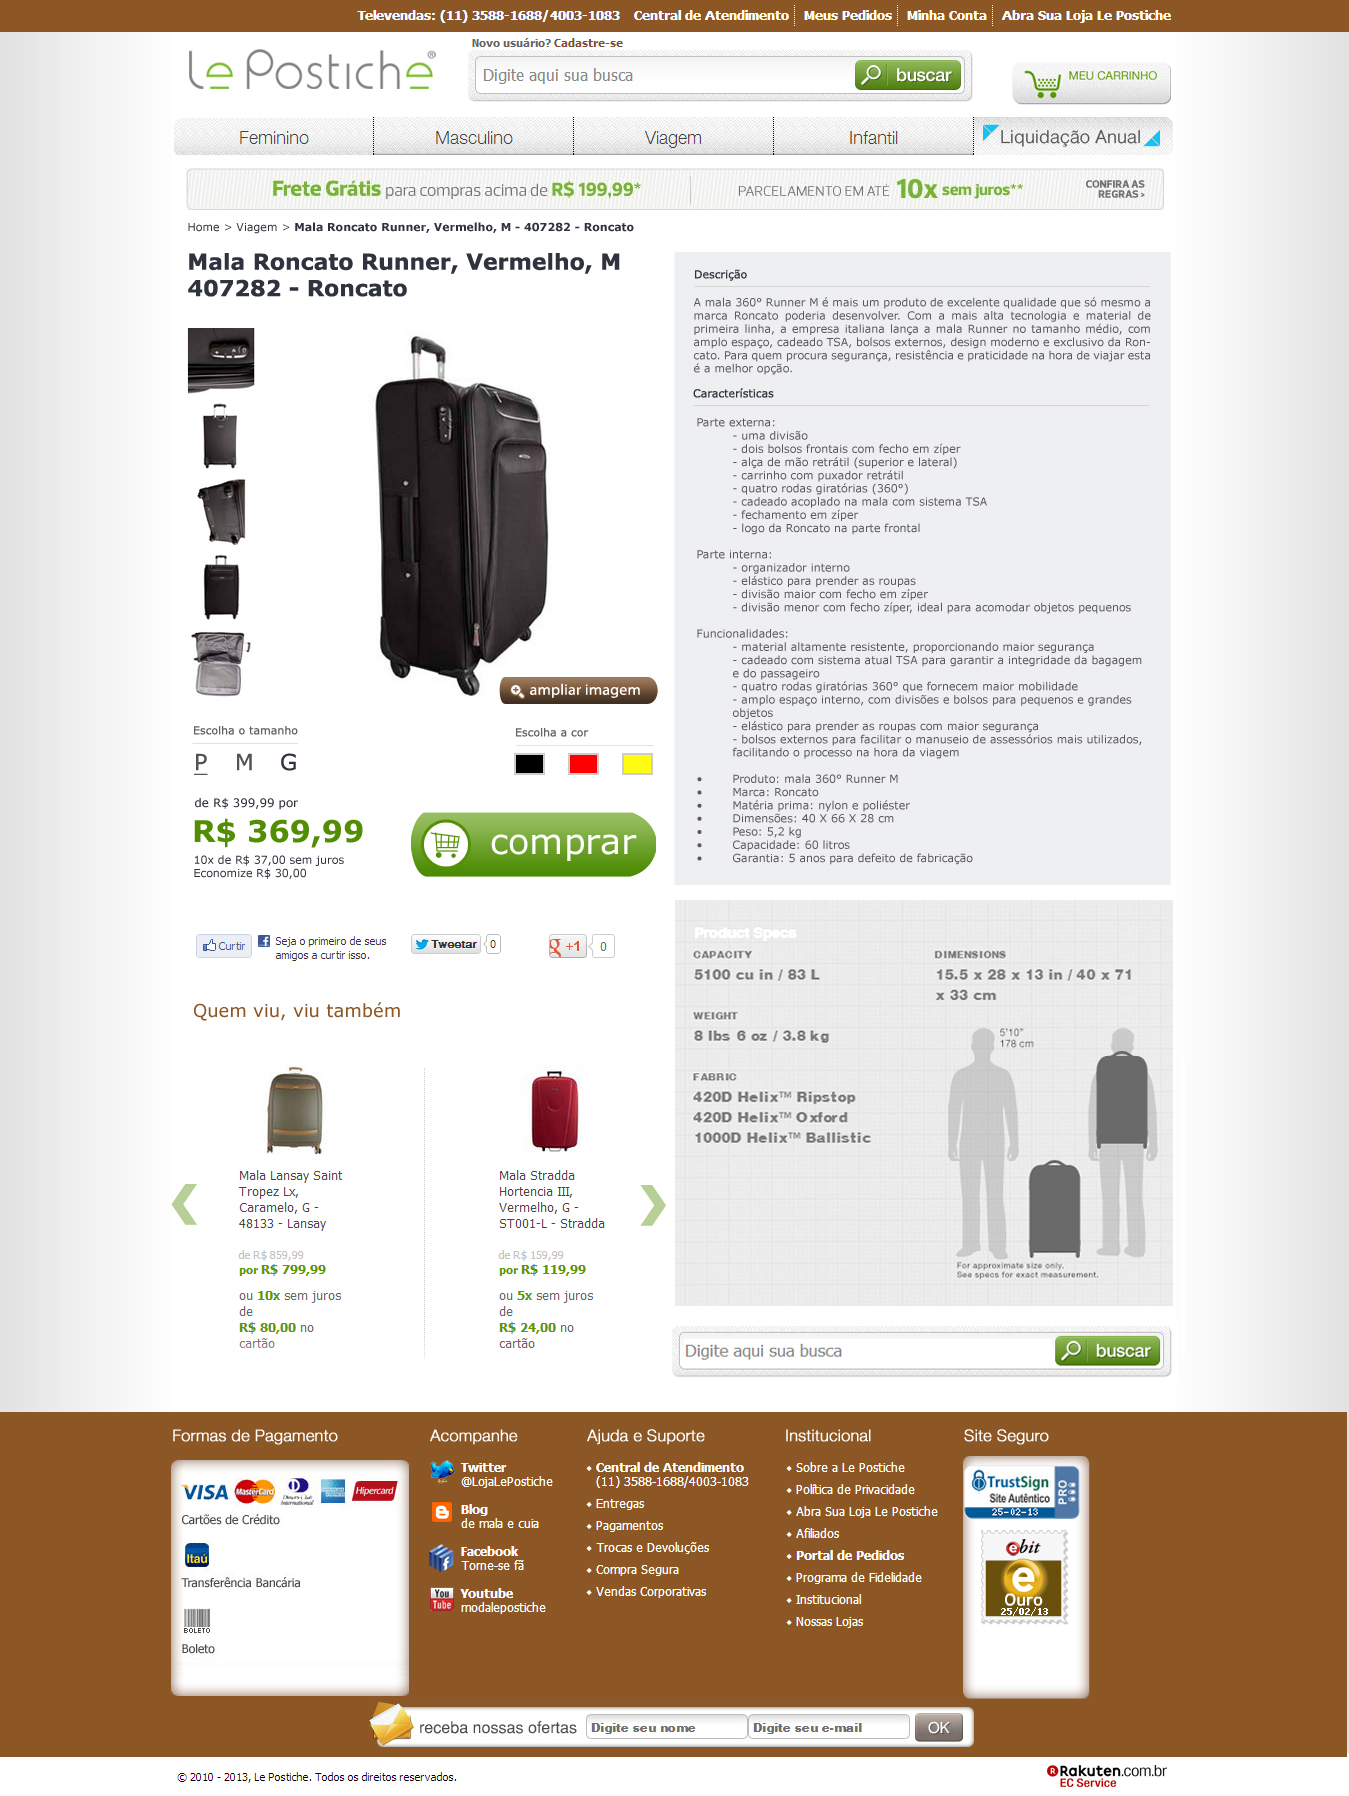 Televendas: (11) 3588-1688/4003-1083 Central de Atendimento Meus Pedidos Minha Conta Abra Sua Loja Le Postiche
Le Postiche®
Novo usuário? Cadastre-se
Digite aqui sua busca
buscar
MEU CARRINHO
Feminino Masculino Viagem Infantil Liquidação Anual
Frete Grátis para compras acima de R$ 199,99*
PARCELAMENTO EM ATÉ 10x sem juros**
CONFIRA AS
REGRAS >
Home > Viagem > Mala Roncato Runner, Vermelho, M - 407282 - Roncato
Mala Roncato Runner, Vermelho, M
407282 - Roncato
ampliar imagem
Escolha o tamanho
P M G
Escolha a cor
de R$ 399,99 por
R$ 369,99
10x de R$ 37,00 sem juros
Economize R$ 30,00
comprar
Curtir
Seja o primeiro de seus
amigos a curtir isso.
Tweetar 0
g +1 0
Quem viu, viu também
Mala Lansay Saint
Tropez Lx,
Caramelo, G -
48133 - Lansay
de R$ 859,99
por R$ 799,99
ou 10x sem juros
de
R$ 80,00 no
cartão
Mala Stradda
Hortencia III,
Vermelho, G -
ST001-L - Stradda
de R$ 159,99
por R$ 119,99
ou 5x sem juros
de
R$ 24,00 no
cartão
Descrição
A mala 360° Runner M é mais um produto de excelente qualidade que só mesmo a
marca Roncato poderia desenvolver. Com a mais alta tecnologia e material de
primeira linha, a empresa italiana lança a mala Runner no tamanho médio, com
amplo espaço, cadeado TSA, bolsos externos, design moderno e exclusivo da Ron-
cato. Para quem procura segurança, resistência e praticidade na hora de viajar esta
é a melhor opção.
Características
Parte externa:
- uma divisão
- dois bolsos frontais com fecho em zíper
- alça de mão retrátil (superior e lateral)
- carrinho com puxador retrátil
- quatro rodas giratórias (360°)
- cadeado acoplado na mala com sistema TSA
- fechamento em zíper
- logo da Roncato na parte frontal
Parte interna:
- organizador interno
- elástico para prender as roupas
- divisão maior com fecho em zíper
- divisão menor com fecho zíper, ideal para acomodar objetos pequenos
Funcionalidades:
- material altamente resistente, proporcionando maior segurança
- cadeado com sistema atual TSA para garantir a integridade da bagagem
e do passageiro
- quatro rodas giratórias 360° que fornecem maior mobilidade
- amplo espaço interno, com divisões e bolsos para pequenos e grandes
objetos
- elástico para prender as roupas com maior segurança
- bolsos externos para facilitar o manuseio de assessórios mais utilizados,
facilitando o processo na hora da viagem
• Produto: mala 360° Runner M
• Marca: Roncato
• Matéria prima: nylon e poliéster
• Dimensões: 40 X 66 X 28 cm
• Peso: 5,2 kg
• Capacidade: 60 litros
• Garantia: 5 anos para defeito de fabricação
Product Specs
CAPACITY
5100 cu in / 83 L
WEIGHT
8 lbs 6 oz / 3.8 kg
FABRIC
420D Helix™ Ripstop
420D Helix™ Oxford
1000D Helix™ Ballistic
DIMENSIONS
15.5 x 28 x 13 in / 40 x 71
x 33 cm
5'10"
178 cm
For approximate size only.
See specs for exact measurement.
Digite aqui sua busca
buscar
Formas de Pagamento
VISA MasterCard Diners Club International AMERICAN EXPRESS Hipercard
Cartões de Crédito
Itaú
Transferência Bancária
BOLETO
Boleto
Acompanhe
Twitter
@LojaLePostiche
Blog
de mala e cuia
Facebook
Torne-se fã
You Tube
Youtube
modalepostiche
Ajuda e Suporte
Central de Atendimento
(11) 3588-1688/4003-1083
Entregas
Pagamentos
Trocas e Devoluções
Compra Segura
Vendas Corporativas
Institucional
Sobre a Le Postiche
Política de Privacidade
Abra Sua Loja Le Postiche
Afiliados
Portal de Pedidos
Programa de Fidelidade
Institucional
Nossas Lojas
Site Seguro
TrustSign
Site Autêntico
25-02-13
PRO
ebit
e
Ouro
25/02/13
receba nossas ofertas
Digite seu nome
Digite seu e-mail
OK
© 2010 - 2013, Le Postiche. Todos os direitos reservados.
Rakuten.com.br
EC Service